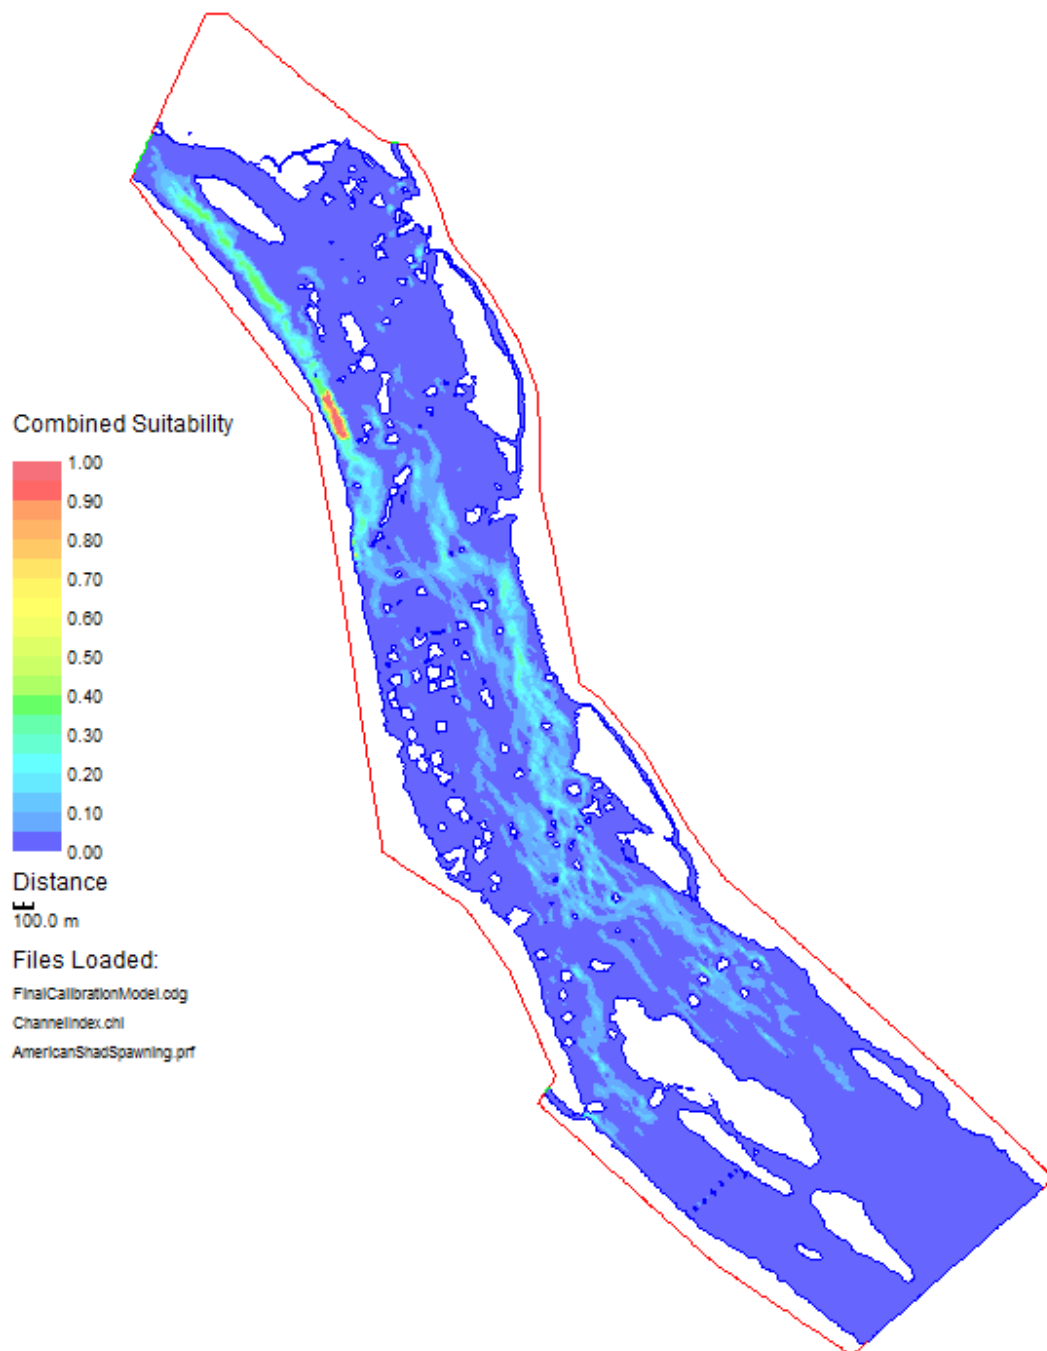 Combined Suitability
1.00
0.90
0.80
0.70
0.60
0.50
0.40
0.30
0.20
0.10
0.00
Distance
100.0 m
Files Loaded:
FinalCalibrationModel.cdg
ChannelIndex.chi
AmericanShadSpawning.prf